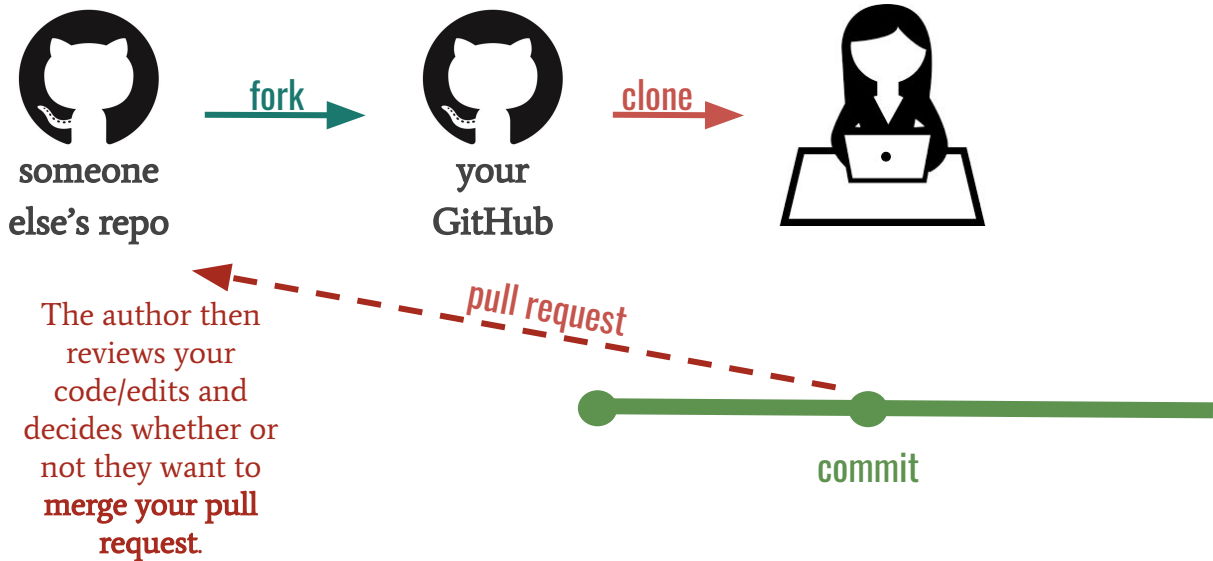 fork
clone
someone
else’s repo
your
GitHub
pull request
The author then
reviews your
code/edits and
decides whether or
not they want to
merge your pull
request.
commit